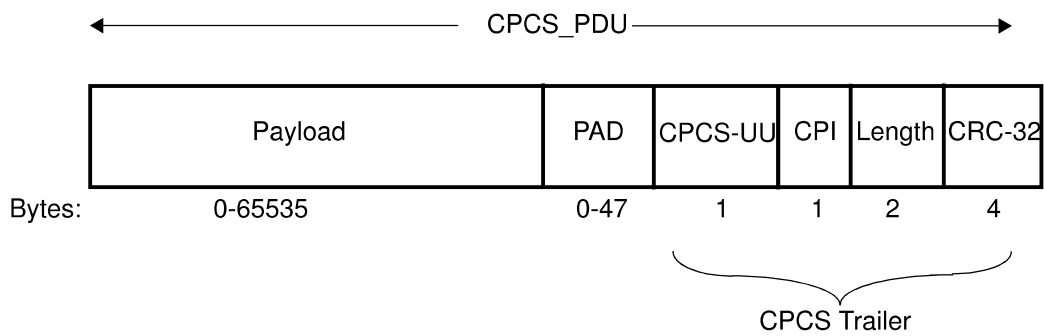 CPCS_PDU
Payload PAD CPCS-UU CPI Length CRC-32
Bytes: 0-65535 0-47 1 1 2 4
CPCS Trailer